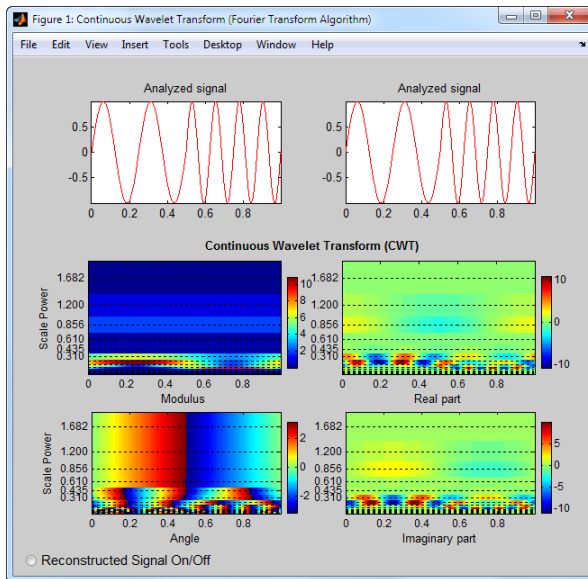 Figure 1: Continuous Wavelet Transform (Fourier Transform Algorithm)
File Edit View Insert Tools Desktop Window Help
Analyzed signal Analyzed signal
0.5 0.5
0 0
-0.5 -0.5
0 0.2 0.4 0.6 0.8 0 0.2 0.4 0.6 0.8
Continuous Wavelet Transform (CWT)
Scale Power
1.682 10 1.682 10
1.200 8 1.200
0.856 6 0.856 0
0.610 4 0.610
0.435 2 0.435
0.310 0.310 -10
0 0.2 0.4 0.6 0.8 0 0.2 0.4 0.6 0.8
Modulus Real part
Scale Power
1.682 2 1.682 5
1.200 1.200
0.856 0 0.856 0
0.610 0.610
0.435 -2 0.435 -5
0.310 0.310 -10
0 0.2 0.4 0.6 0.8 0 0.2 0.4 0.6 0.8
Angle Imaginary part
Reconstructed Signal On/Off